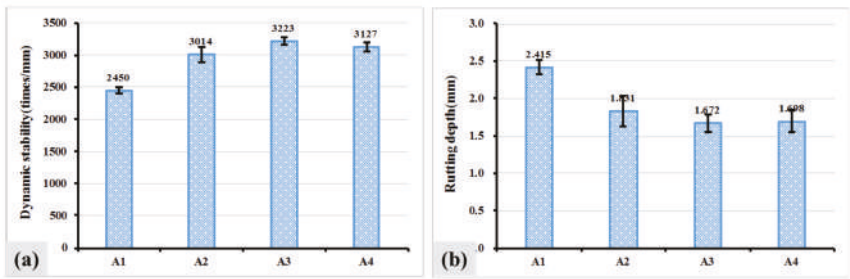 Dynamic stability(times/mm)
3500
3000
2500
2000
1500
1000
500
0
2450
3014
3223
3127
A1
A2
A3
A4
(a)
Rutting depth(mm)
3.0
2.5
2.0
1.5
1.0
0.5
.0
2.415
1.831
1.672
1.698
A1
A2
A3
A4
(b)